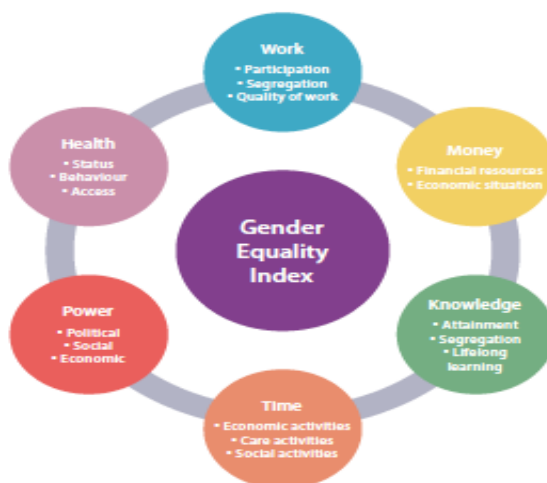 Work
• Participation
• Segregation
• Quality of work
Health
• Status
• Behaviour
• Access
Money
• Financial resources
• Economic situation
Gender
Equality
Index
Power
• Political
• Social
• Economic
Knowledge
• Attainment
• Segregation
• Lifelong
learning
Time
• Economic activities
• Care activities
• Social activities